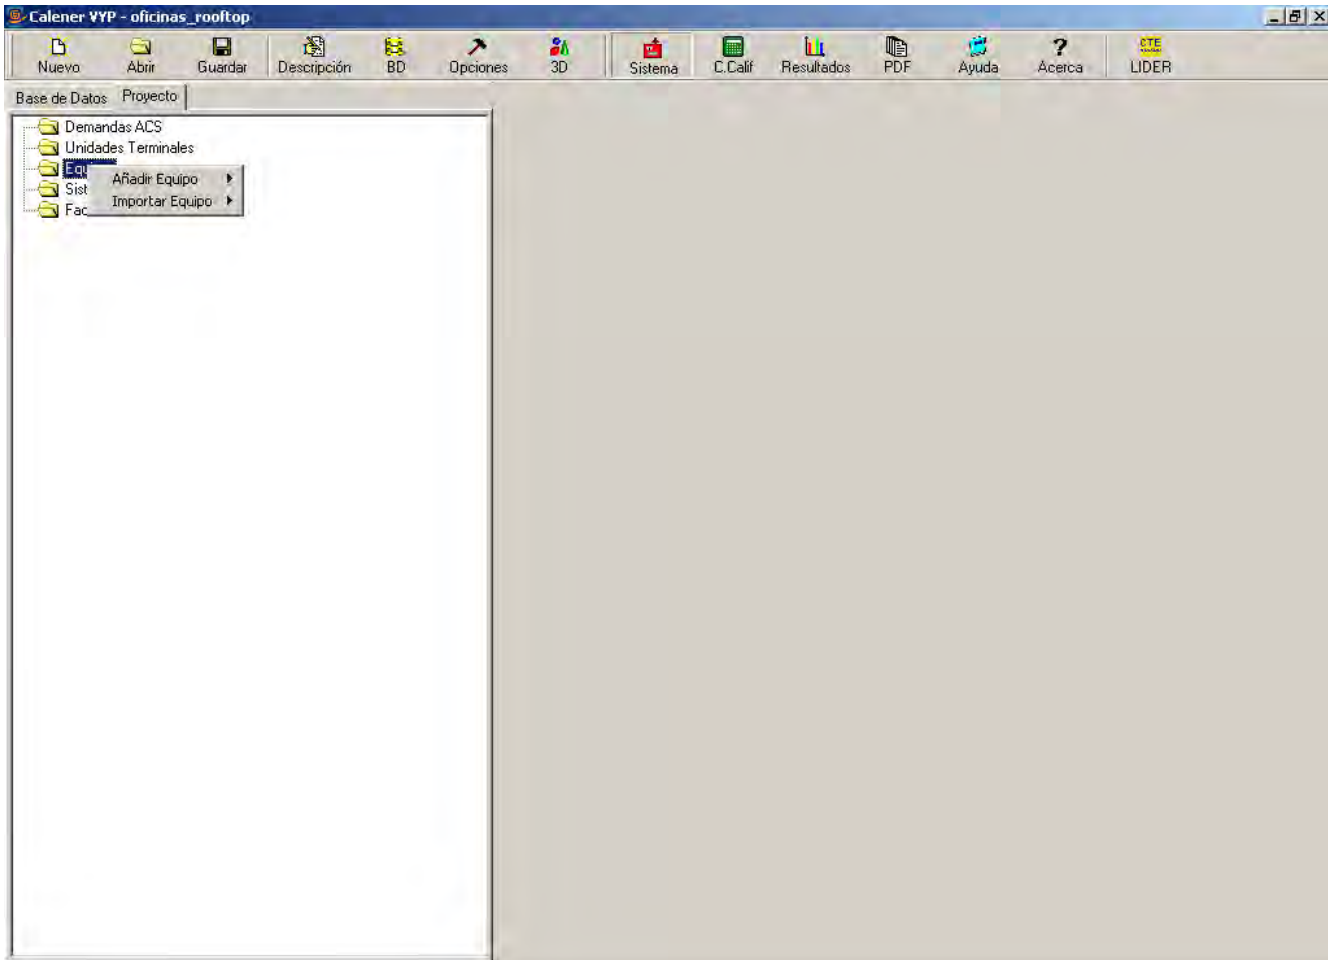 Calener VYP - oficinas_rooftop
Nuevo Abrir Guardar Descripción BD Opciones 3D Sistema C.Calif Resultados PDF Ayuda ? Acerca CTE LIDER
Base de Datos Proyecto
Demandas ACS
Unidades Terminales
Equ
Añadir Equipo
Sist
Importar Equipo
Fac